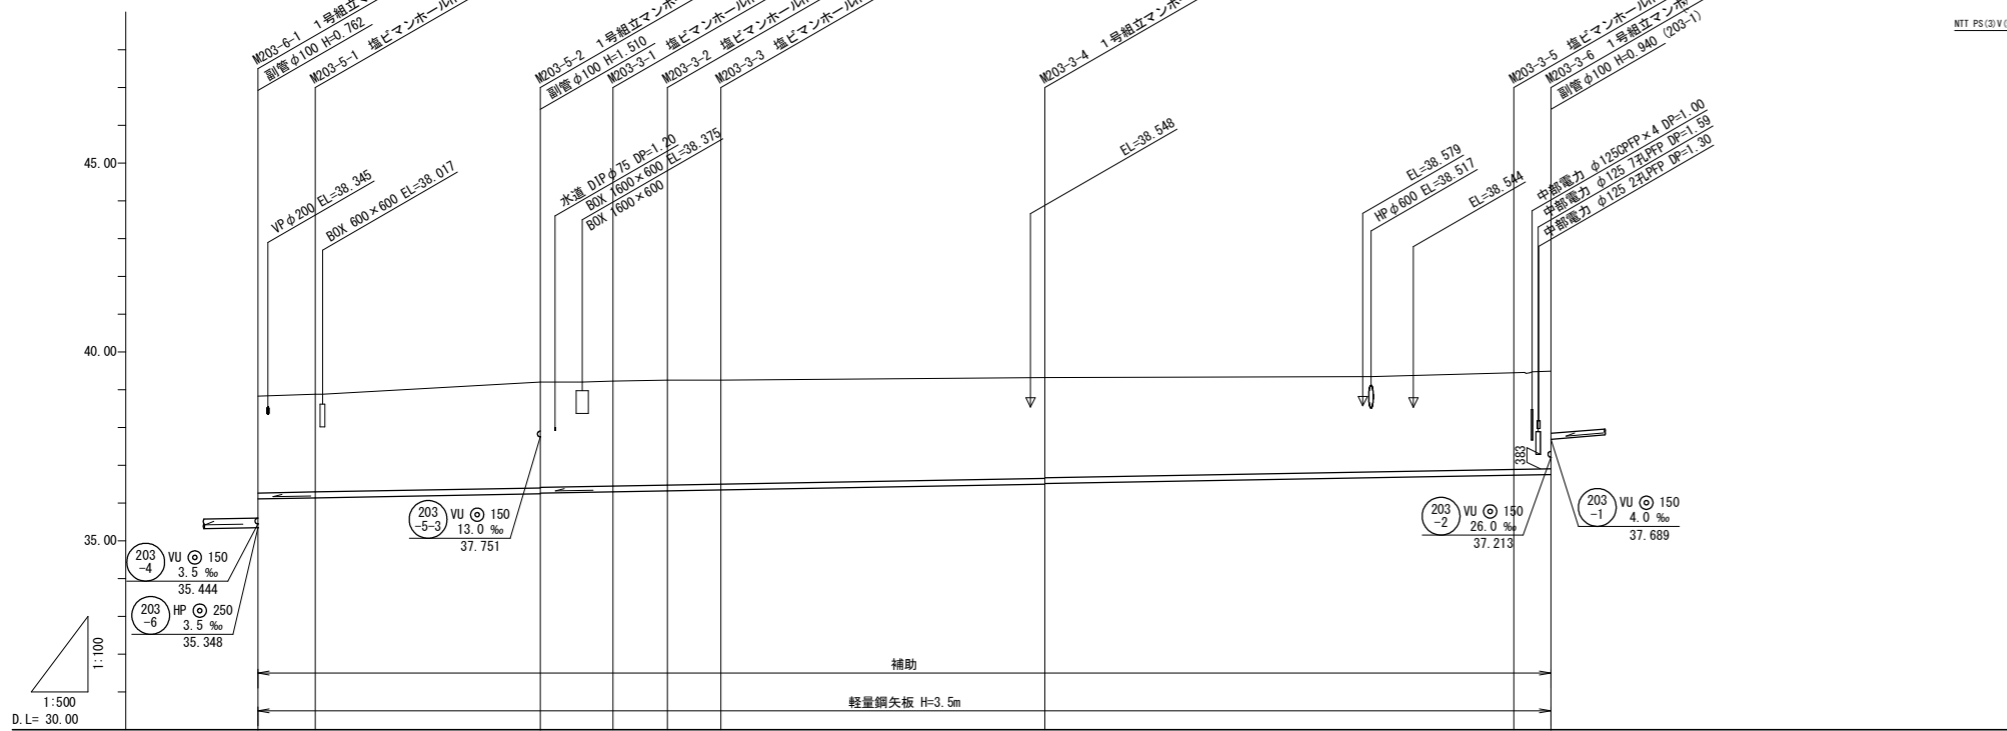 M203-6-1 １号組立マン
副管φ100 H=0.762
M203-5-1 塩ビマンホール
M203-5-2 １号組立マンホ
副管φ100 H=1.510
M203-3-1 塩ビマンホール
M203-3-2 塩ビマンホール
M203-3-3 塩ビマンホール
M203-3-4 １号組立マンホ
M203-3-5 塩ビマンホール
M203-3-6 １号組立マンホ
副管φ100 H=0.940 (203-1)
NTT PS(3)V(
VPφ200 EL=38.345
BOX 600×600 EL=38.017
水道 DIPφ75 DP=1.20
BOX 1600×600 EL=38.375
BOX 1600×600
EL=38.548
EL=38.579
HPφ600 EL=38.517
EL=38.544
中部電力 φ125CPFP×4 DP=1.00
中部電力 φ125 7孔PFP DP=1.59
中部電力 φ125 2孔PFP DP=1.30
45.00
40.00
35.00
383
203
-5-3
VU ◎ 150
13.0 ‰
37.751
203
-2
VU ◎ 150
26.0 ‰
37.213
203
-1
VU ◎ 150
4.0 ‰
37.689
203
-4
VU ◎ 150
3.5 ‰
35.444
203
-6
HP ◎ 250
3.5 ‰
35.348
1:100
1:500
D.L= 30.00
補助
軽量鋼矢板 H=3.5m